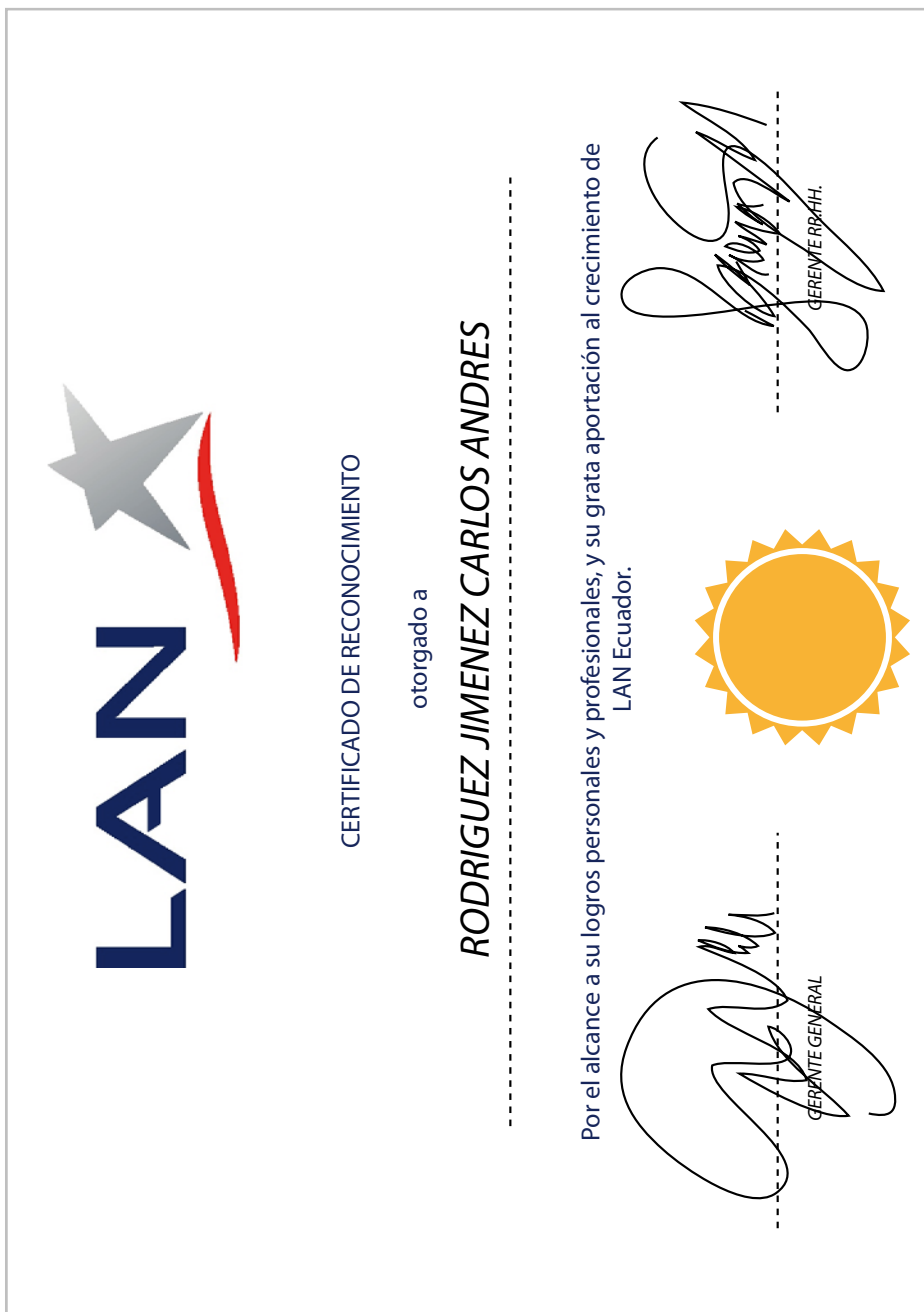 LAN
CERTIFICADO DE RECONOCIMIENTO
otorgado a
RODRIGUEZ JIMENEZ CARLOS ANDRES
Por el alcance a su logros personales y profesionales, y su grata aportación al crecimiento de
LAN Ecuador.
GERENTE GENERAL
GERENTE RR.HH.